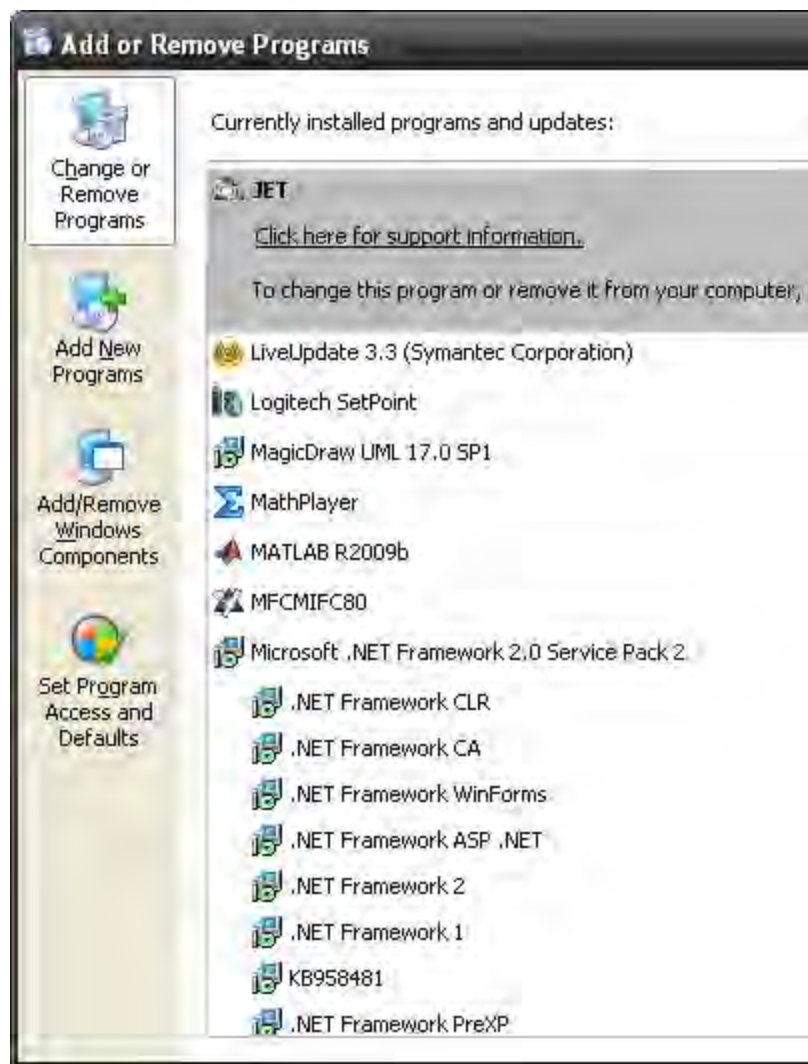 Add or Remove Programs
Change or
Remove
Programs
Add New
Programs
Add/Remove
Windows
Components
Set Program
Access and
Defaults
Currently installed programs and updates:
JET
Click here for support information.
To change this program or remove it from your computer,
LiveUpdate 3.3 (Symantec Corporation)
Logitech SetPoint
MagicDraw UML 17.0 SP1
MathPlayer
MATLAB R2009b
MFCMIFC80
Microsoft .NET Framework 2.0 Service Pack 2
.NET Framework CLR
.NET Framework CA
.NET Framework WinForms
.NET Framework ASP .NET
.NET Framework 2
.NET Framework 1
KB958481
.NET Framework PreXP